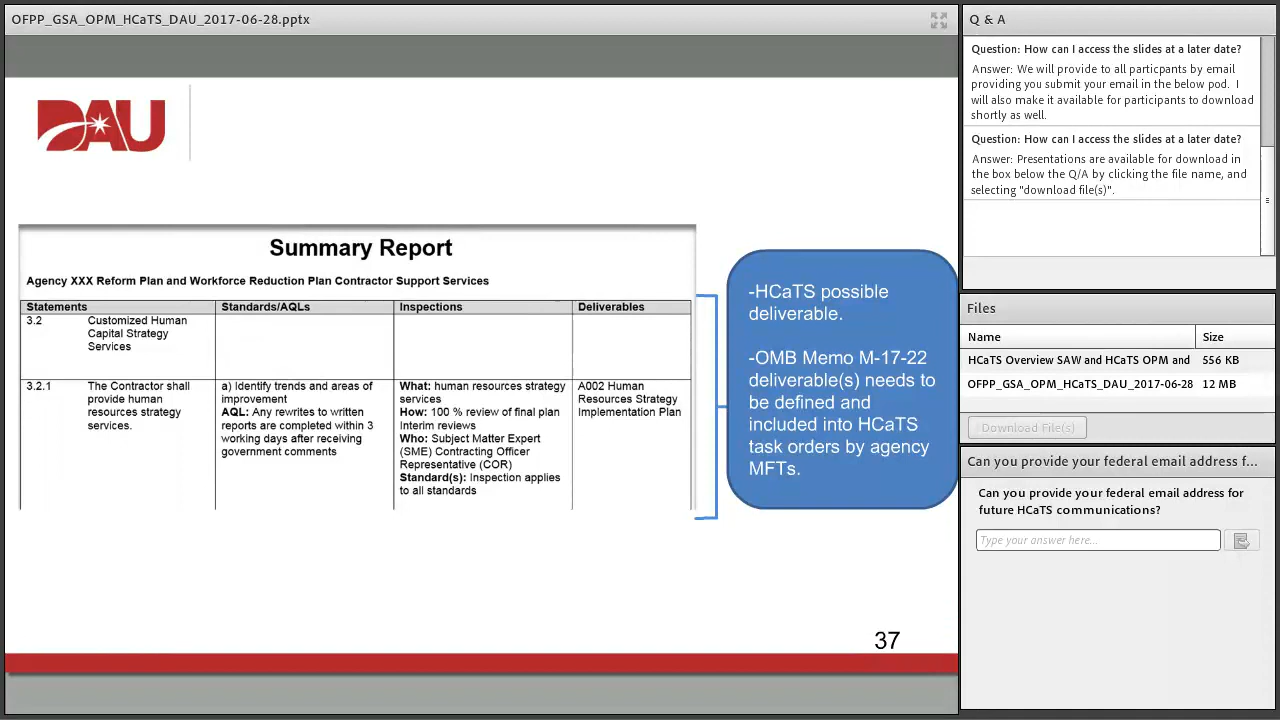 OFPP_GSA_OPM_HCaTS_DAU_2017-06-28.pptx
DAU
Summary Report
Agency XXX Reform Plan and Workforce Reduction Plan Contractor Support Services
Statements
Standards/AQLs
Inspections
Deliverables
3.2
Customized Human
Capital Strategy
Services
3.2.1
The Contractor shall
provide human
resources strategy
services.
a) Identify trends and areas of
improvement
AQL: Any rewrites to written
reports are completed within 3
working days after receiving
government comments
What: human resources strategy
services
How: 100 % review of final plan
Interim reviews
Who: Subject Matter Expert
(SME) Contracting Officer
Representative (COR)
Standard(s): Inspection applies
to all standards
A002 Human
Resources Strategy
Implementation Plan
-HCaTS possible
deliverable.
-OMB Memo M-17-22
deliverable(s) needs to
be defined and
included into HCaTS
task orders by agency
MFTs.
37
Q & A
Question: How can I access the slides at a later date?
Answer: We will provide to all particpants by email
providing you submit your email in the below pod. I
will also make it available for participants to download
shortly as well.
Question: How can I access the slides at a later date?
Answer: Presentations are available for download in
the box below the Q/A by clicking the file name, and
selecting "download file(s)".
Files
Name
Size
HCaTS Overview SAW and HCaTS OPM and
556 KB
OFPP_GSA_OPM_HCaTS_DAU_2017-06-28
12 MB
Download File(s)
Can you provide your federal email address f...
Can you provide your federal email address for
future HCaTS communications?
Type your answer here...